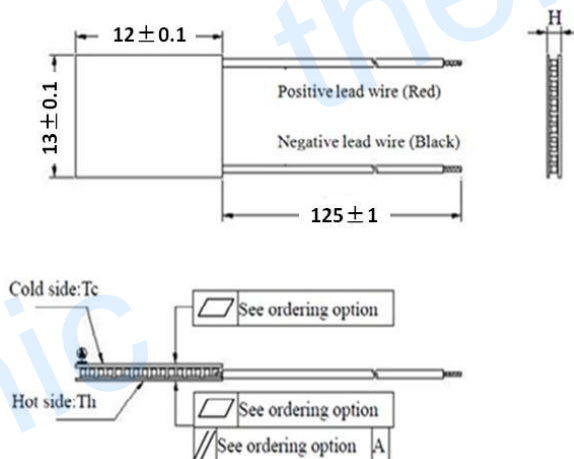 H
12±0.1
13±0.1
Positive lead wire (Red)
Negative lead wire (Black)
125±1
Cold side:Tc
See ordering option
A
Hot side:Th
See ordering option
See ordering option A